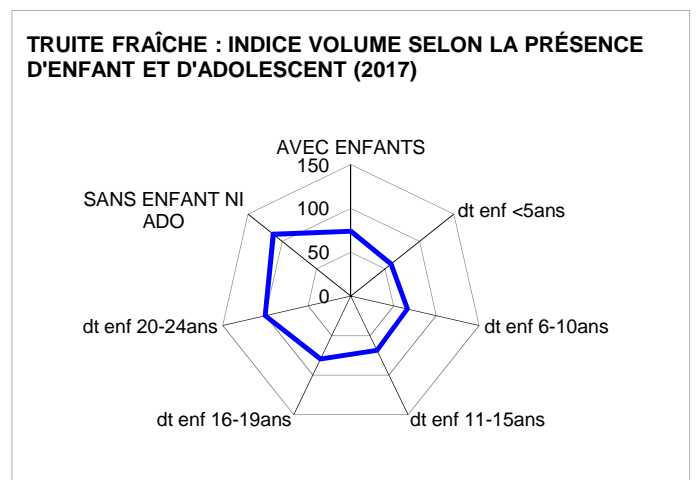 TRUITE FRAÎCHE : INDICE VOLUME SELON LA PRÉSENCE
D'ENFANT ET D'ADOLESCENT (2017)
AVEC ENFANTS
150
SANS ENFANT NI
ADO
dt enf <5ans
100
50
0
dt enf 20-24ans
dt enf 6-10ans
dt enf 16-19ans
dt enf 11-15ans